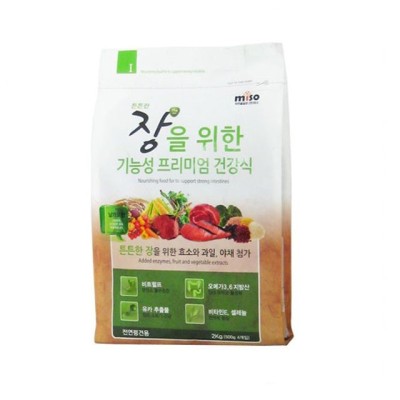 I
miso
튼튼한
장을 위한
기능성 프리미엄 건강식
Nourishing food for to support strong intestines
튼튼한 장을 위한 효소와 과일, 야채 첨가
Added enzymes, fruit and vegetable extracts
비트펄프
오메가3,6 지방산
유카 추출물
비타민E, 셀레늄
전연령견용
2Kg